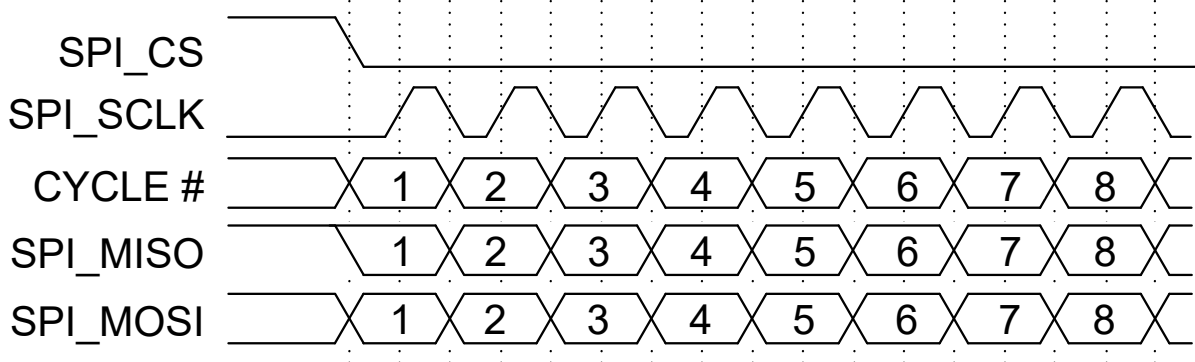 SPI_CS
SPI_SCLK
CYCLE # 1 2 3 4 5 6 7 8
SPI_MISO 1 2 3 4 5 6 7 8
SPI_MOSI 1 2 3 4 5 6 7 8